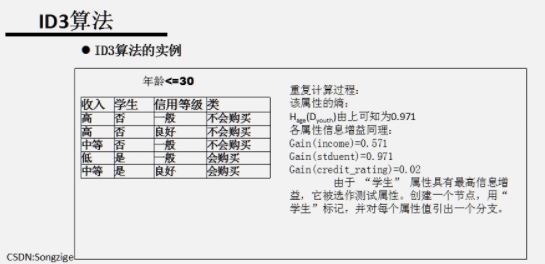 ID3算法
● ID3算法的实例
年龄<=30
收入 学生 信用等级 类
高 否 一般 不会购买
高 否 良好 不会购买
中等 否 一般 不会购买
低 是 一般 会购买
中等 是 良好 会购买
重复计算过程:
该属性的熵:
Hage(Dyouth)由上可知为0.971
各属性信息增益同理:
Gain(income)=0.571
Gain(stduent)=0.971
Gain(credit_rating)=0.02
由于 “学生” 属性具有最高信息增
益,它被选作测试属性。创建一个节点,用“
学生”标记,并对每个属性值引出一个分支。
CSDN:Songzige